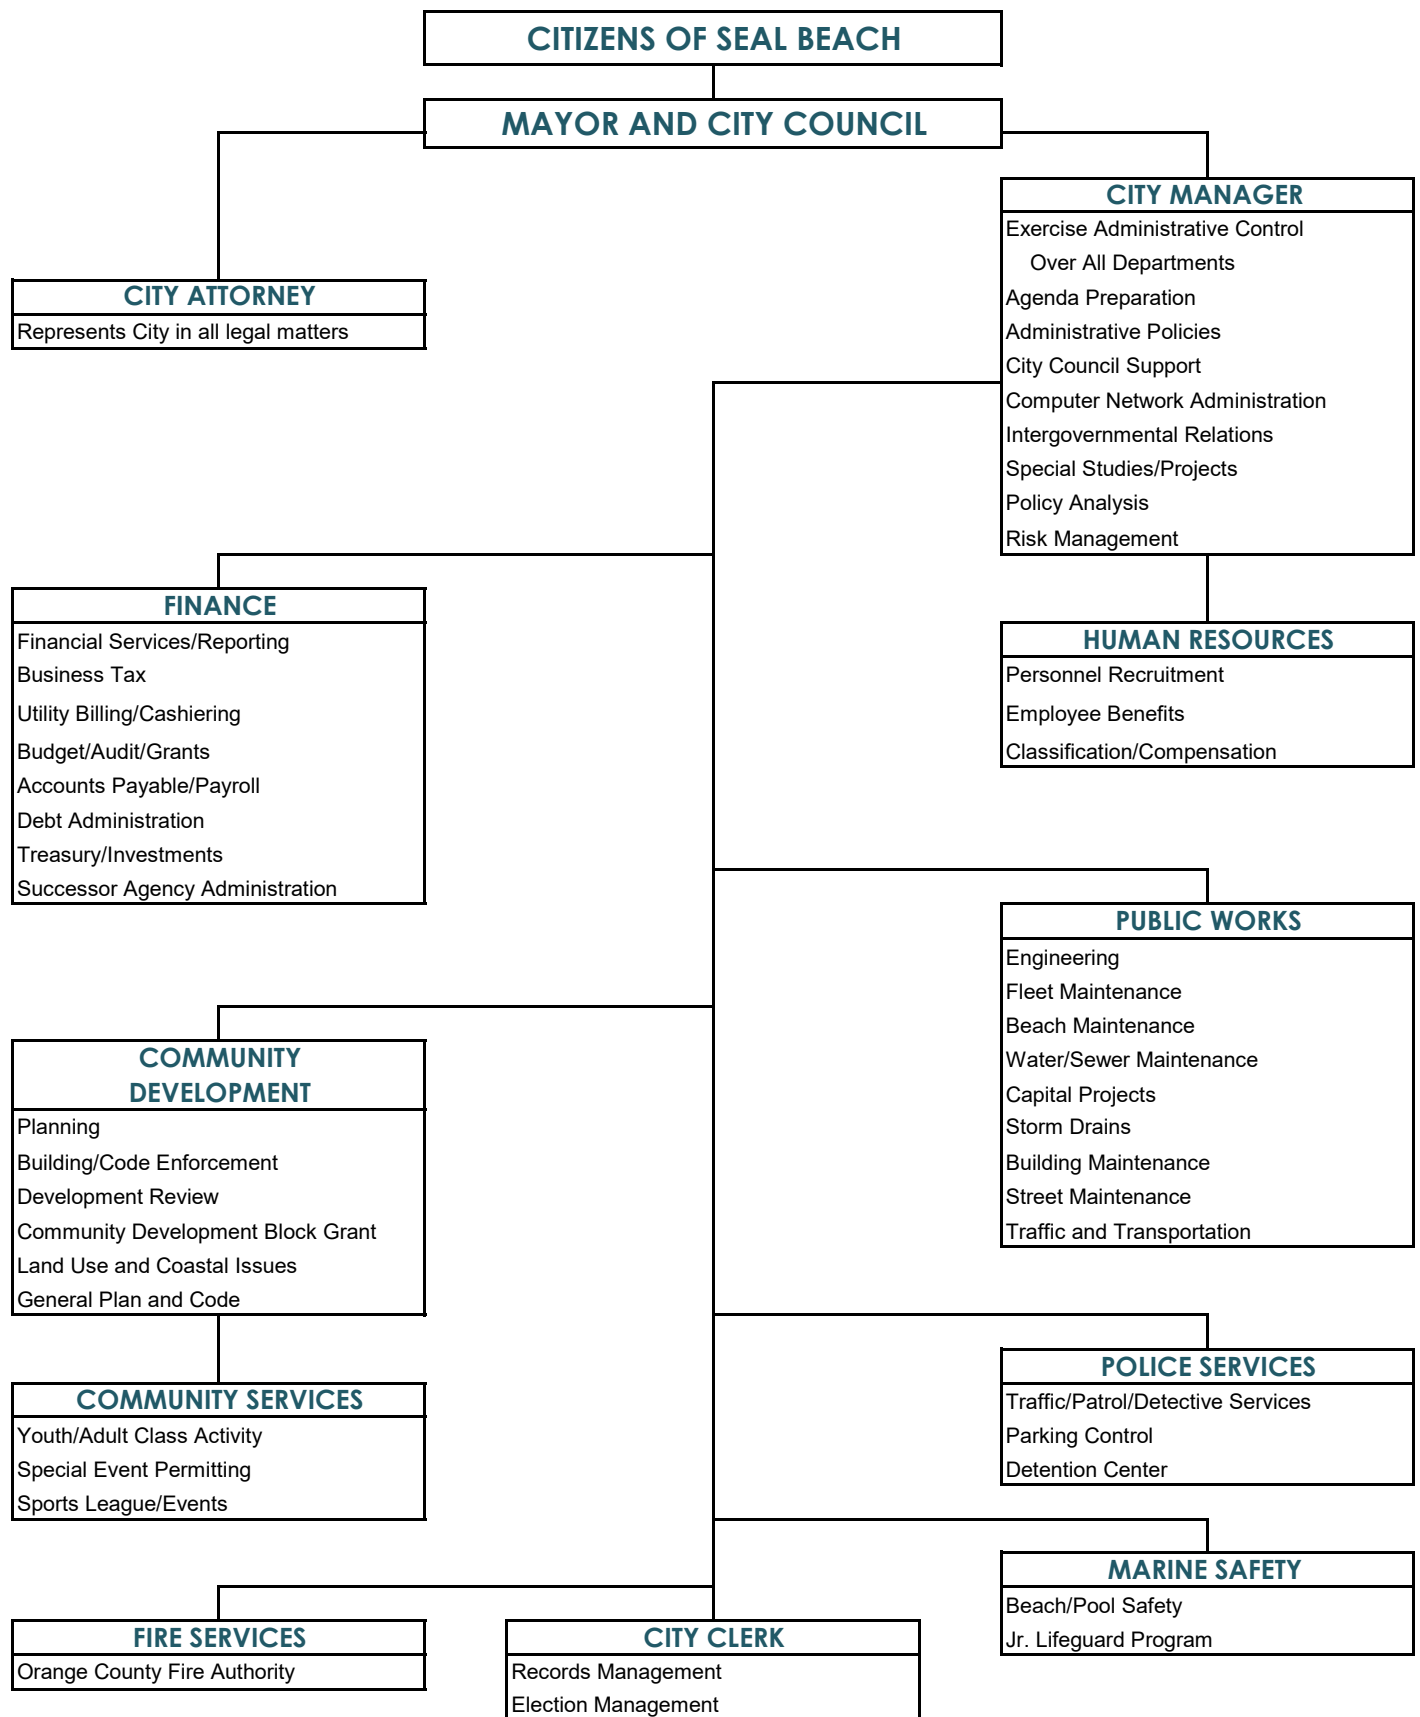 CITIZENS OF SEAL BEACH
MAYOR AND CITY COUNCIL
CITY MANAGER
Exercise Administrative Control
Over All Departments
Agenda Preparation
Administrative Policies
City Council Support
Computer Network Administration
Intergovernmental Relations
Special Studies/Projects
Policy Analysis
Risk Management
CITY ATTORNEY
Represents City in all legal matters
FINANCE
Financial Services/Reporting
Business Tax
Utility Billing/Cashiering
Budget/Audit/Grants
Accounts Payable/Payroll
Debt Administration
Treasury/Investments
Successor Agency Administration
HUMAN RESOURCES
Personnel Recruitment
Employee Benefits
Classification/Compensation
PUBLIC WORKS
Engineering
Fleet Maintenance
Beach Maintenance
Water/Sewer Maintenance
Capital Projects
Storm Drains
Building Maintenance
Street Maintenance
Traffic and Transportation
COMMUNITY
DEVELOPMENT
Planning
Building/Code Enforcement
Development Review
Community Development Block Grant
Land Use and Coastal Issues
General Plan and Code
COMMUNITY SERVICES
Youth/Adult Class Activity
Special Event Permitting
Sports League/Events
POLICE SERVICES
Traffic/Patrol/Detective Services
Parking Control
Detention Center
MARINE SAFETY
Beach/Pool Safety
Jr. Lifeguard Program
FIRE SERVICES
Orange County Fire Authority
CITY CLERK
Records Management
Election Management